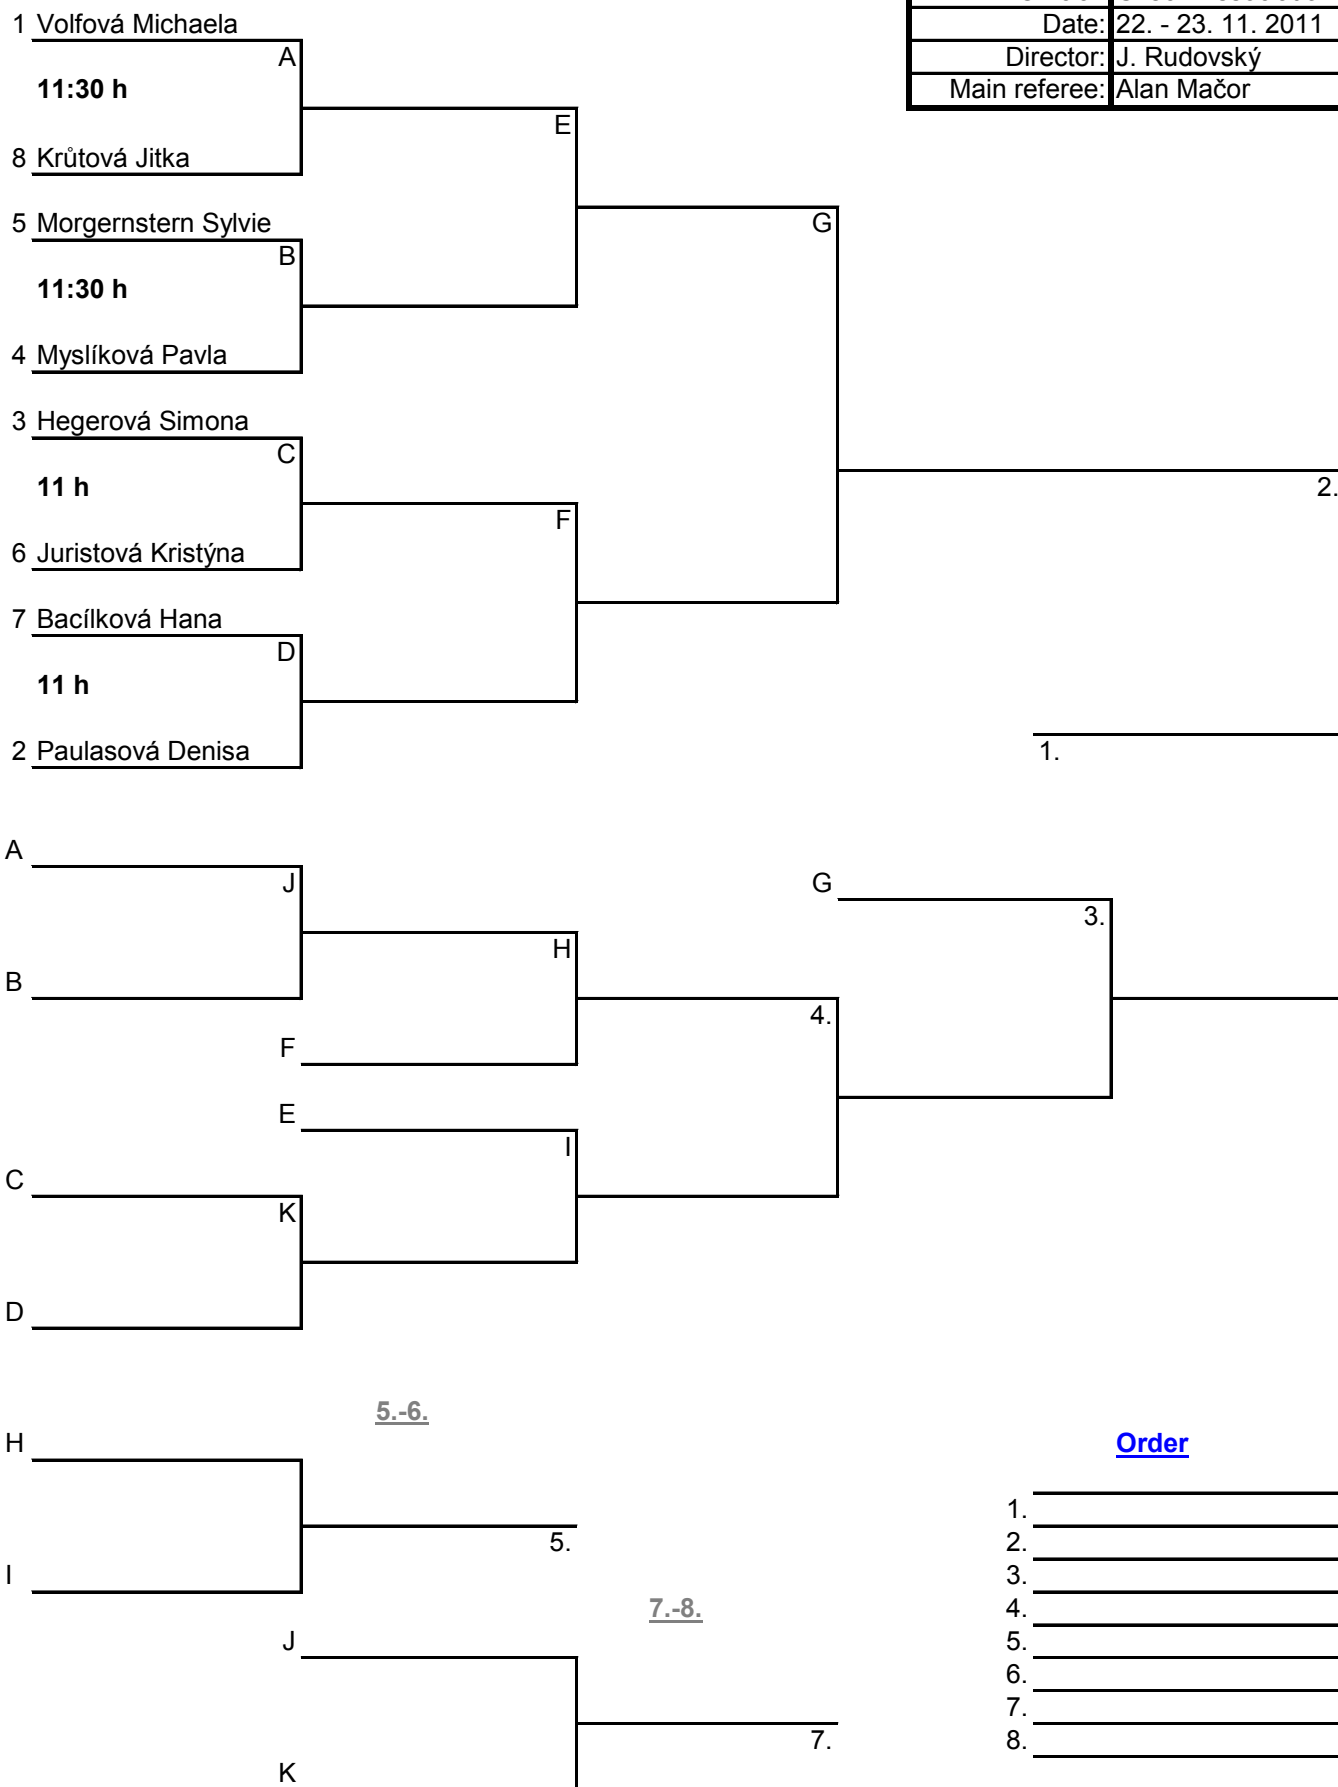 1 Volfová Michaela
Date: 22. - 23. 11. 2011
A
Director: J. Rudovský
11:30 h
Main referee: Alan Mačor
E
8 Krůtová Jitka
5 Morgernstern Sylvie
G
B
11:30 h
4 Myslíková Pavla
3 Hegerová Simona
C
11 h
2.
F
6 Juristová Kristýna
7 Bacílková Hana
D
11 h
2 Paulasová Denisa
1.
A
J
G
3.
H
B
4.
F
E
I
C
K
D
5.-6.
H
Order
1.
5.
2.
I
3.
7.-8.
4.
J
5.
6.
7.
7.
8.
K